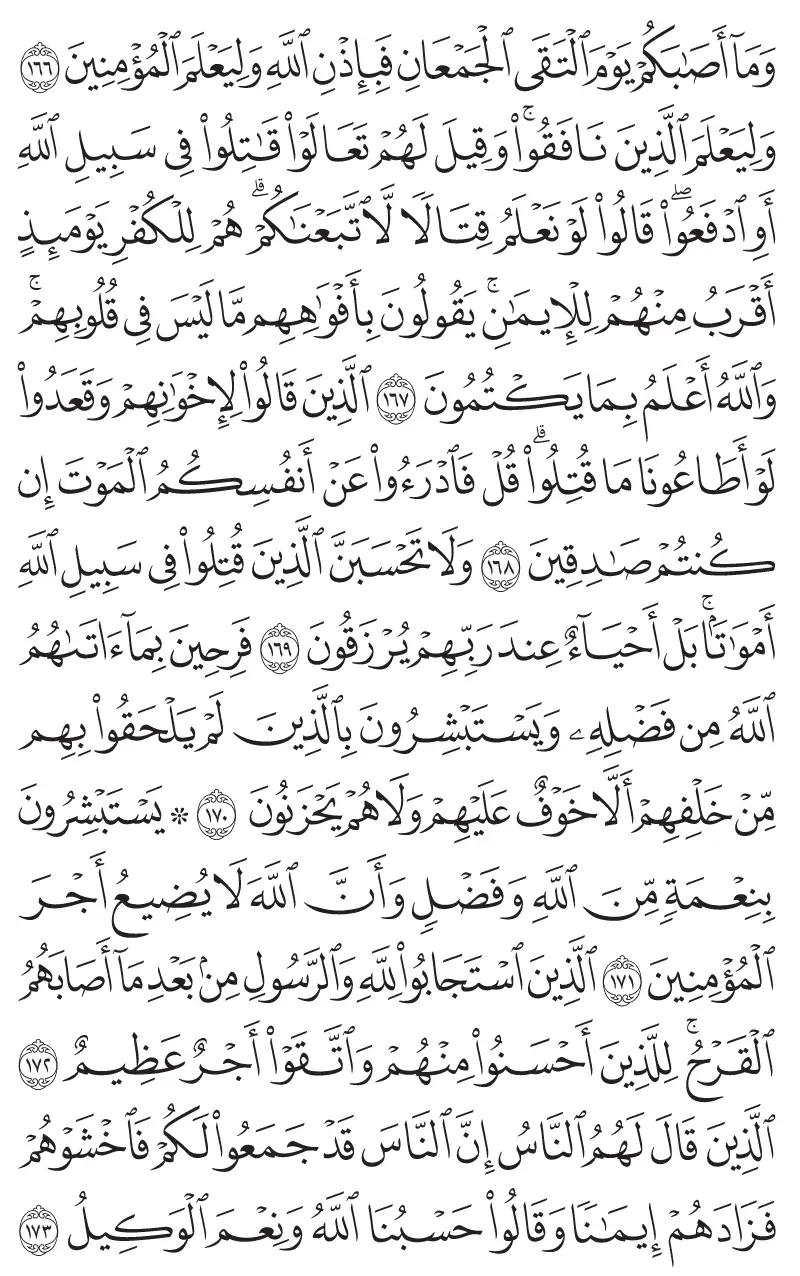 وَمَآ أَصَٰبَكُمۡ يَوۡمَ ٱلۡتَقَى ٱلۡجَمۡعَانِ فَبِإِذۡنِ ٱللَّهِ وَلِيَعۡلَمَ ٱلۡمُؤۡمِنِينَ ١٦٦
وَلِيَعۡلَمَ ٱلَّذِينَ نَافَقُواْۚ وَقِيلَ لَهُمۡ تَعَالَوۡاْ قَٰتِلُواْ فِي سَبِيلِ ٱللَّهِ
أَوِ ٱدۡفَعُواْۖ قَالُواْ لَوۡ نَعۡلَمُ قِتَالٗا لَّٱتَّبَعۡنَٰكُمۡۗ هُمۡ لِلۡكُفۡرِ يَوۡمَئِذٍ
أَقۡرَبُ مِنۡهُمۡ لِلۡإِيمَٰنِۚ يَقُولُونَ بِأَفۡوَٰهِهِم مَّا لَيۡسَ فِي قُلُوبِهِمۡۚ
وَٱللَّهُ أَعۡلَمُ بِمَا يَكۡتُمُونَ ١٦٧ ٱلَّذِينَ قَالُواْ لِإِخۡوَٰنِهِمۡ وَقَعَدُواْ
لَوۡ أَطَاعُونَا مَا قُتِلُواْۗ قُلۡ فَٱدۡرَءُواْ عَنۡ أَنفُسِكُمُ ٱلۡمَوۡتَ إِن
كُنتُمۡ صَٰدِقِينَ ١٦٨ وَلَا تَحۡسَبَنَّ ٱلَّذِينَ قُتِلُواْ فِي سَبِيلِ ٱللَّهِ
أَمۡوَٰتَۢاۚ بَلۡ أَحۡيَآءٌ عِندَ رَبِّهِمۡ يُرۡزَقُونَ ١٦٩ فَرِحِينَ بِمَآ ءَاتَىٰهُمُ
ٱللَّهُ مِن فَضۡلِهِۦ وَيَسۡتَبۡشِرُونَ بِٱلَّذِينَ لَمۡ يَلۡحَقُواْ بِهِم
مِّنۡ خَلۡفِهِمۡ أَلَّا خَوۡفٌ عَلَيۡهِمۡ وَلَا هُمۡ يَحۡزَنُونَ ١٧٠ ۞ يَسۡتَبۡشِرُونَ
بِنِعۡمَةٖ مِّنَ ٱللَّهِ وَفَضۡلٖ وَأَنَّ ٱللَّهَ لَا يُضِيعُ أَجۡرَ
ٱلۡمُؤۡمِنِينَ ١٧١ ٱلَّذِينَ ٱسۡتَجَابُواْ لِلَّهِ وَٱلرَّسُولِ مِنۢ بَعۡدِ مَآ أَصَابَهُمُ
ٱلۡقَرۡحُۚ لِلَّذِينَ أَحۡسَنُواْ مِنۡهُمۡ وَٱتَّقَوۡاْ أَجۡرٌ عَظِيمٌ ١٧٢
ٱلَّذِينَ قَالَ لَهُمُ ٱلنَّاسُ إِنَّ ٱلنَّاسَ قَدۡ جَمَعُواْ لَكُمۡ فَٱخۡشَوۡهُمۡ
فَزَادَهُمۡ إِيمَٰنٗا وَقَالُواْ حَسۡبُنَا ٱللَّهُ وَنِعۡمَ ٱلۡوَكِيلُ ١٧٣